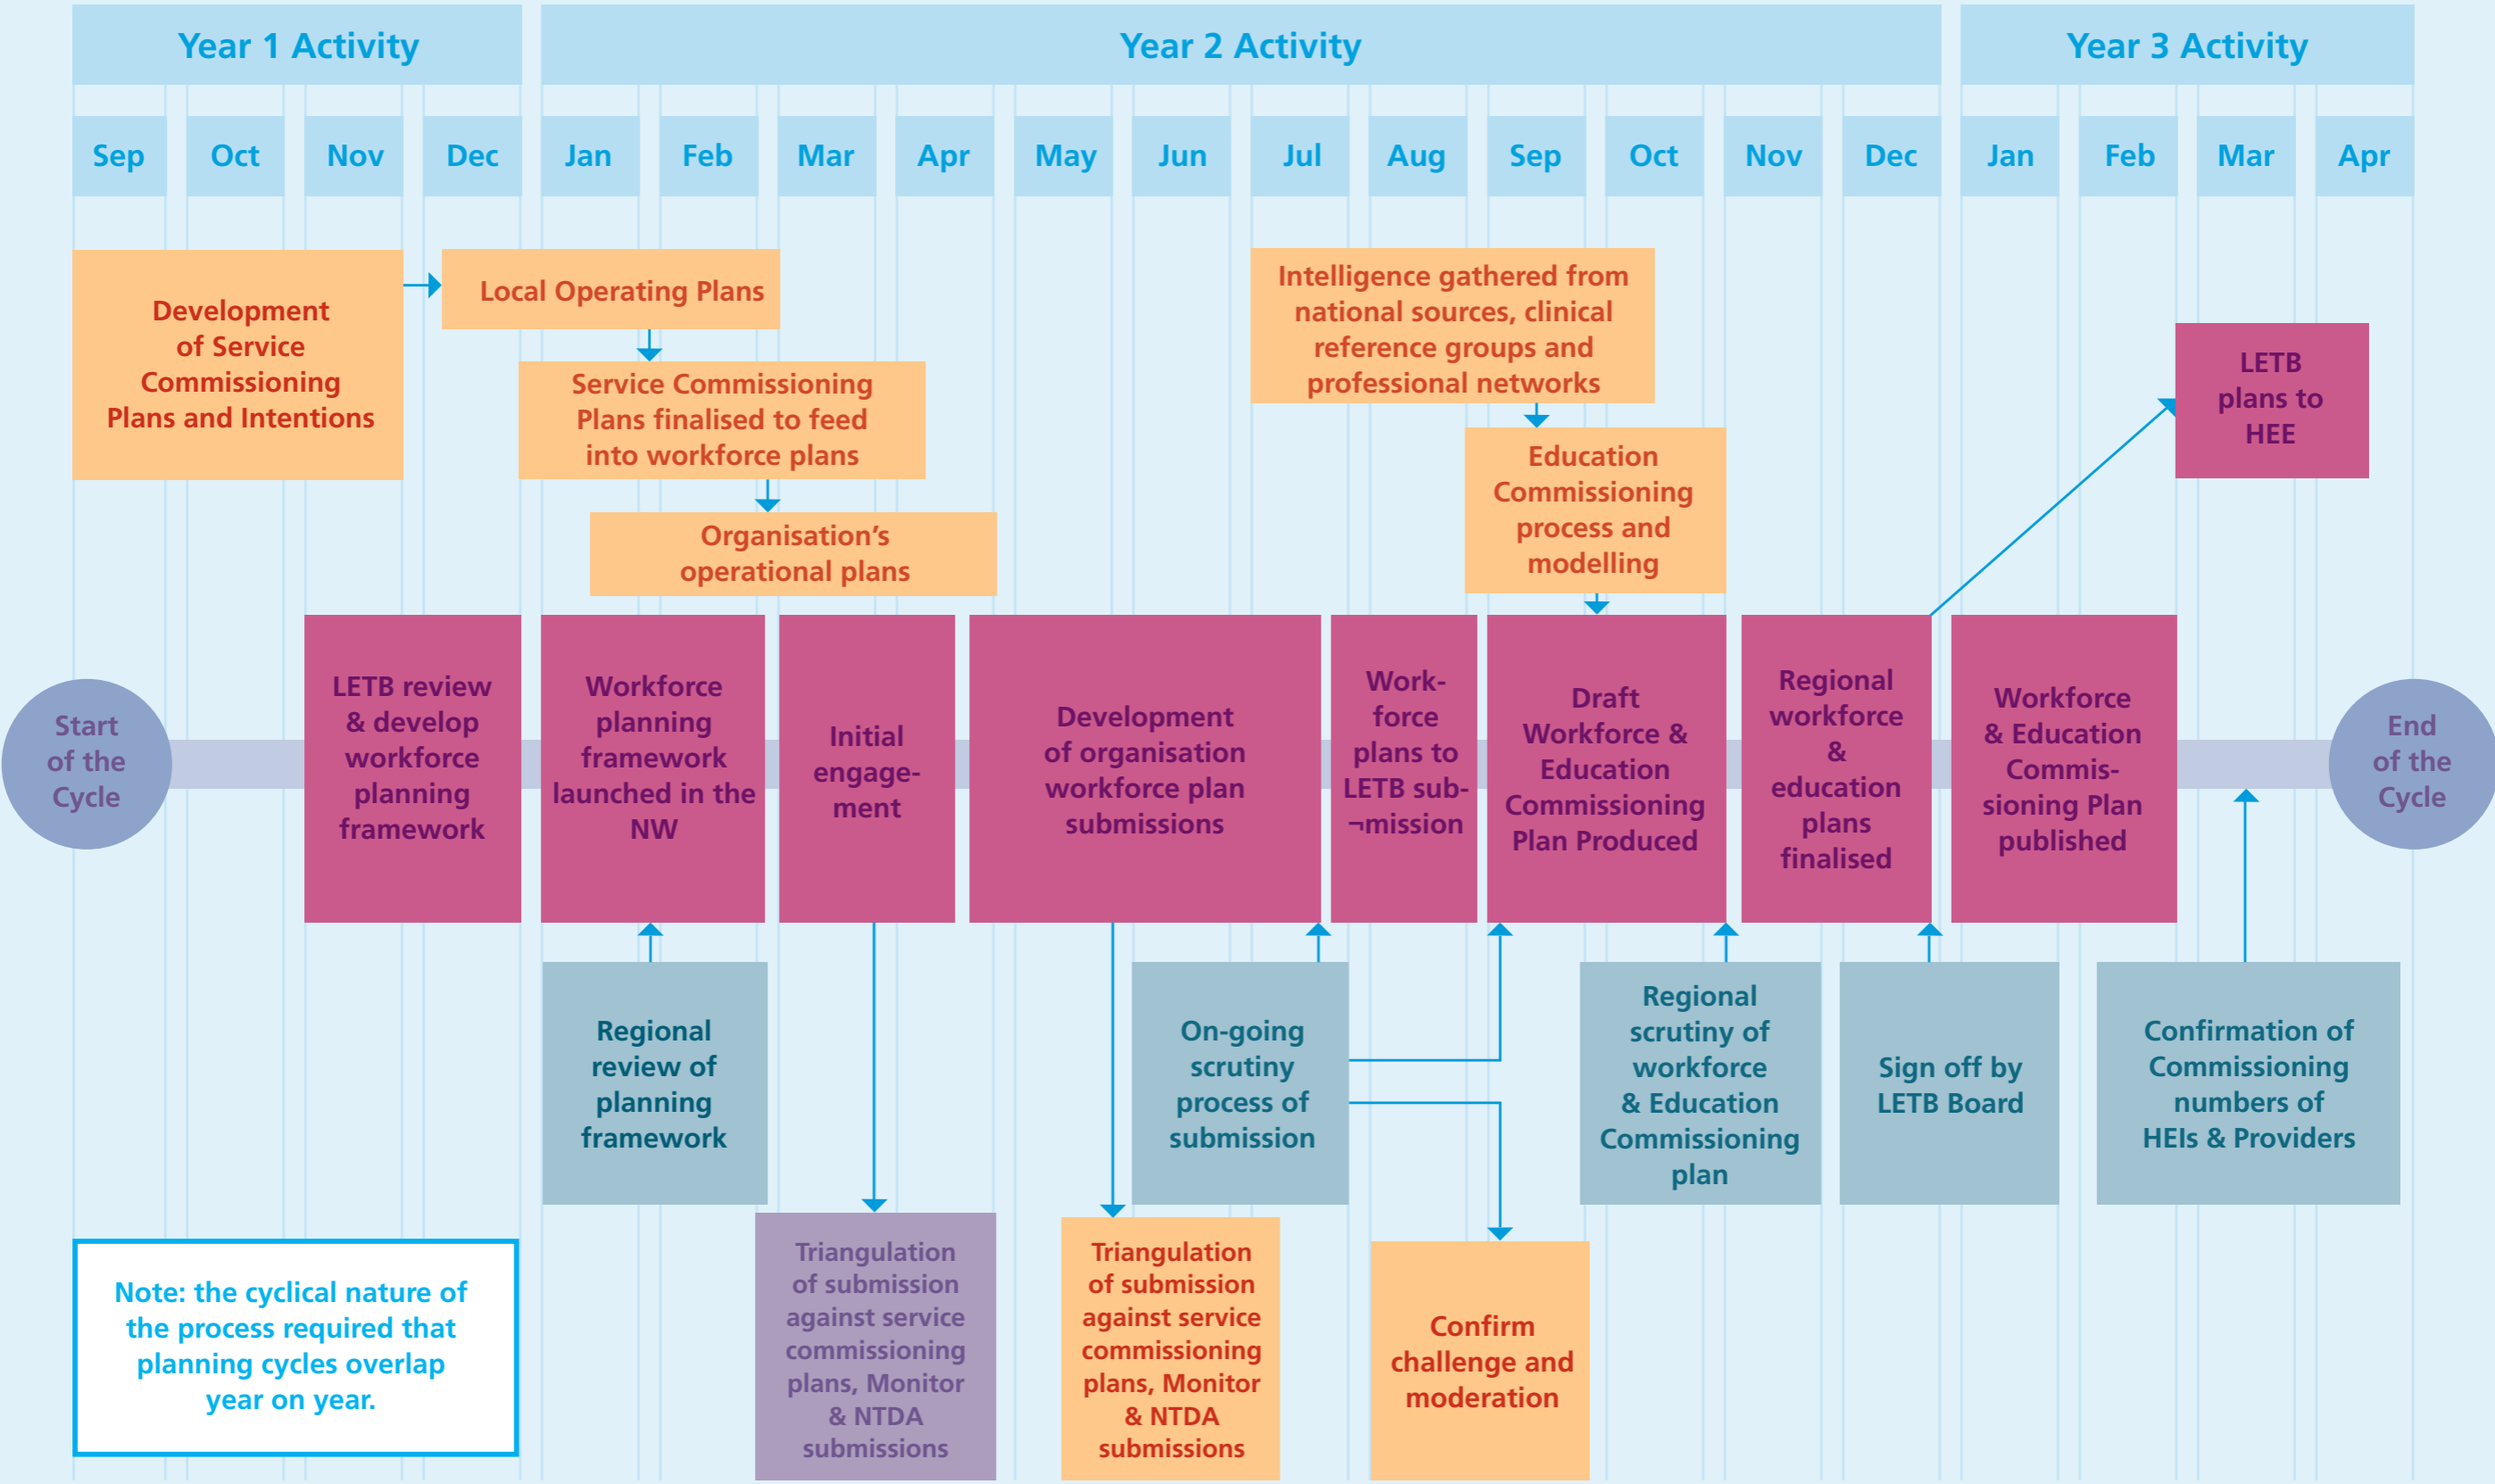 Year 1 Activity
Year 2 Activity
Year 3 Activity
Sep
Oct
Nov
Dec
Jan
Feb
Mar
Apr
May
Jun
Jul
Aug
Sep
Oct
Nov
Dec
Jan
Feb
Mar
Apr
Development
of Service
Commissioning
Plans and Intentions
Local Operating Plans
Service Commissioning
Plans finalised to feed
into workforce plans
Organisation’s
operational plans
Intelligence gathered from
national sources, clinical
reference groups and
professional networks
Education
Commissioning
process and
modelling
LETB
plans to
HEE
Start
of the
Cycle
LETB review
& develop
workforce
planning
framework
Workforce
planning
framework
launched in the
NW
Initial
engage-
ment
Development
of organisation
workforce plan
submissions
Work-
force
plans to
LETB sub-
¬mission
Draft
Workforce &
Education
Commissioning
Plan Produced
Regional
workforce
&
education
plans
finalised
Workforce
& Education
Commis-
sioning Plan
published
End
of the
Cycle
Regional
review of
planning
framework
On-going
scrutiny
process of
submission
Regional
scrutiny of
workforce
& Education
Commissioning
plan
Sign off by
LETB Board
Confirmation of
Commissioning
numbers of
HEIs & Providers
Note: the cyclical nature of
the process required that
planning cycles overlap
year on year.
Triangulation
of submission
against service
commissioning
plans, Monitor
& NTDA
submissions
Triangulation
of submission
against service
commissioning
plans, Monitor
& NTDA
submissions
Confirm
challenge and
moderation